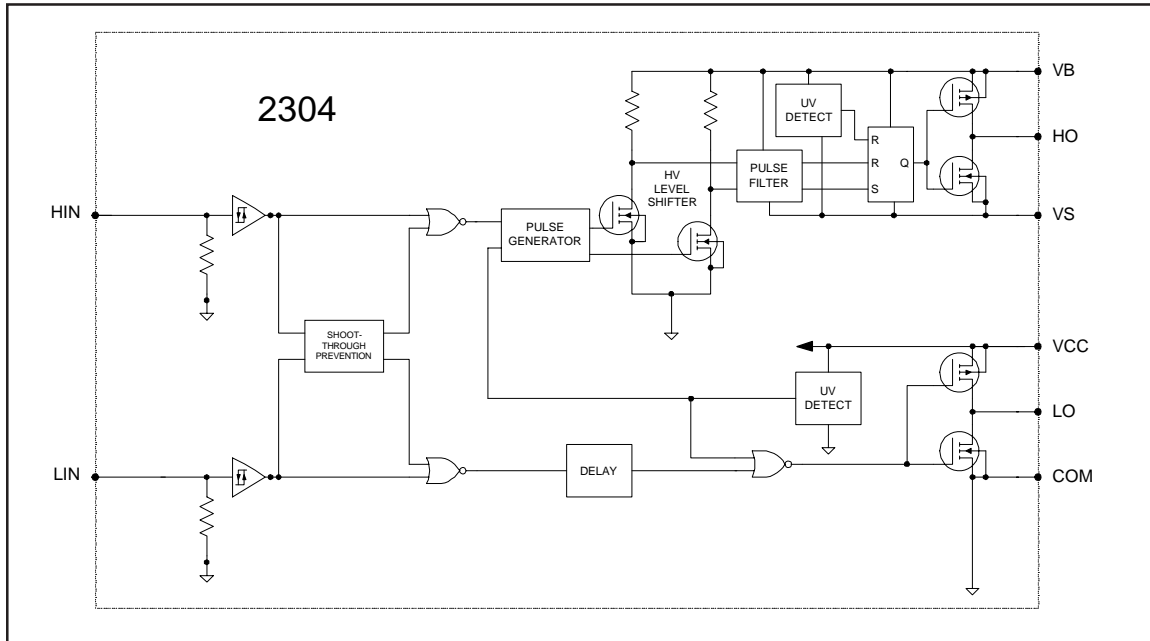 2304
VB
UV
DETECT
HO
R
R
Q
S
PULSE
FILTER
HV
LEVEL
SHIFTER
HIN
VS
PULSE
GENERATOR
SHOOT-
THROUGH
PREVENTION
VCC
UV
DETECT
LO
LIN
DELAY
COM